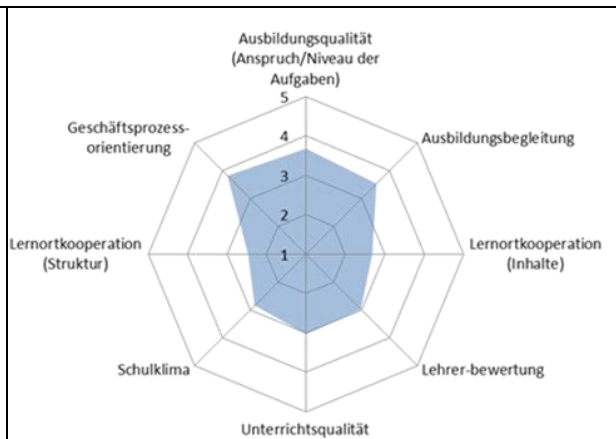 Ausbildungsqualität
(Anspruch/Niveau der
Aufgaben)
5
Geschäftsprozess-
orientierung
4
Ausbildungsbegleitung
3
2
Lernortkooperation
(Struktur)
1
Lernortkooperation
(Inhalte)
Schulklima
Lehrer-bewertung
Unterrichtsqualität